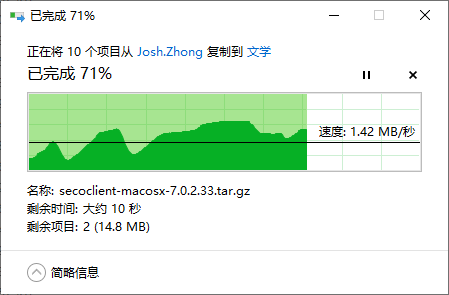 已完成 71%
正在将 10 个项目从 Josh.Zhong 复制到 文学
已完成 71%
速度: 1.42 MB/秒
名称: secoclient-macosx-7.0.2.33.tar.gz
剩余时间: 大约 10 秒
剩余项目: 2 (14.8 MB)
简略信息